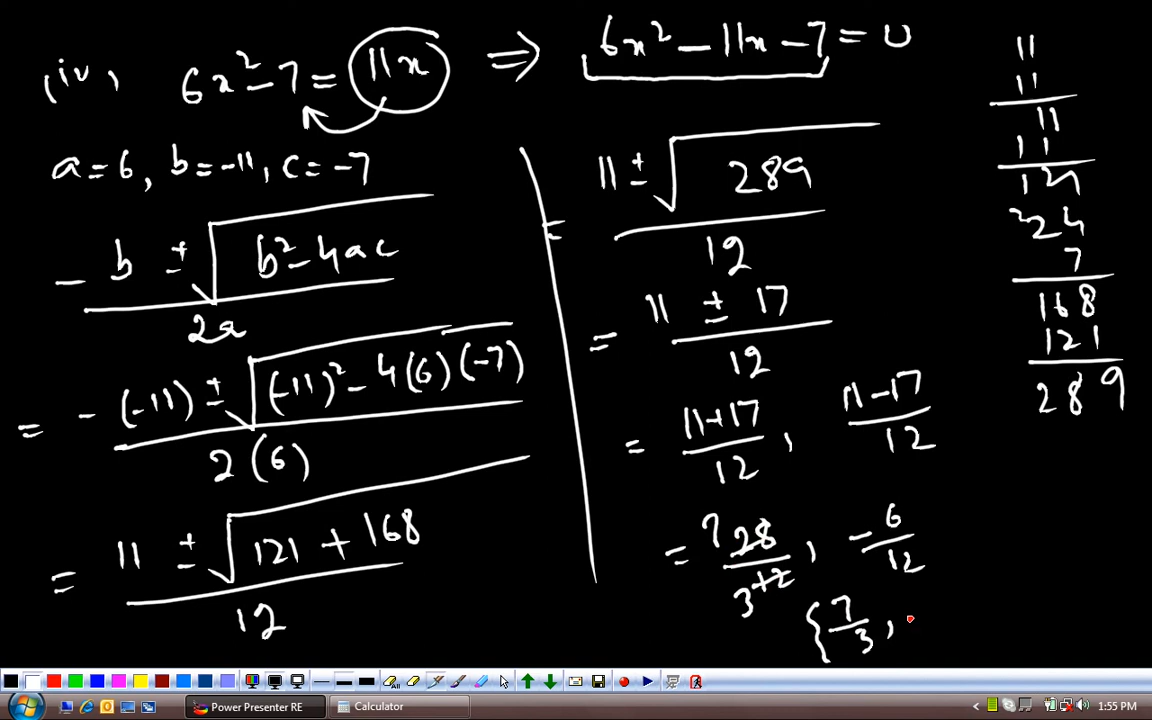 (iv) 6x² - 7 = 11x ⇒ 6x² - 11x - 7 = 0
a = 6, b = -11, c = -7
- b ± √ b² - 4ac
2a
= - (-11) ± √ (-11)² - 4 (6) (-7)
2 (6)
= 11 ± √ 121 + 168
12
= 11 ± √ 289
12
= 11 ± 17
12
= 11+17 , 11-17
12 12
= 7 28 , - 6
3 12 12
{ 7 ,
3
11
11
11
11
121
2 24
7
168
121
289
Power Presenter RE
Calculator
1:55 PM